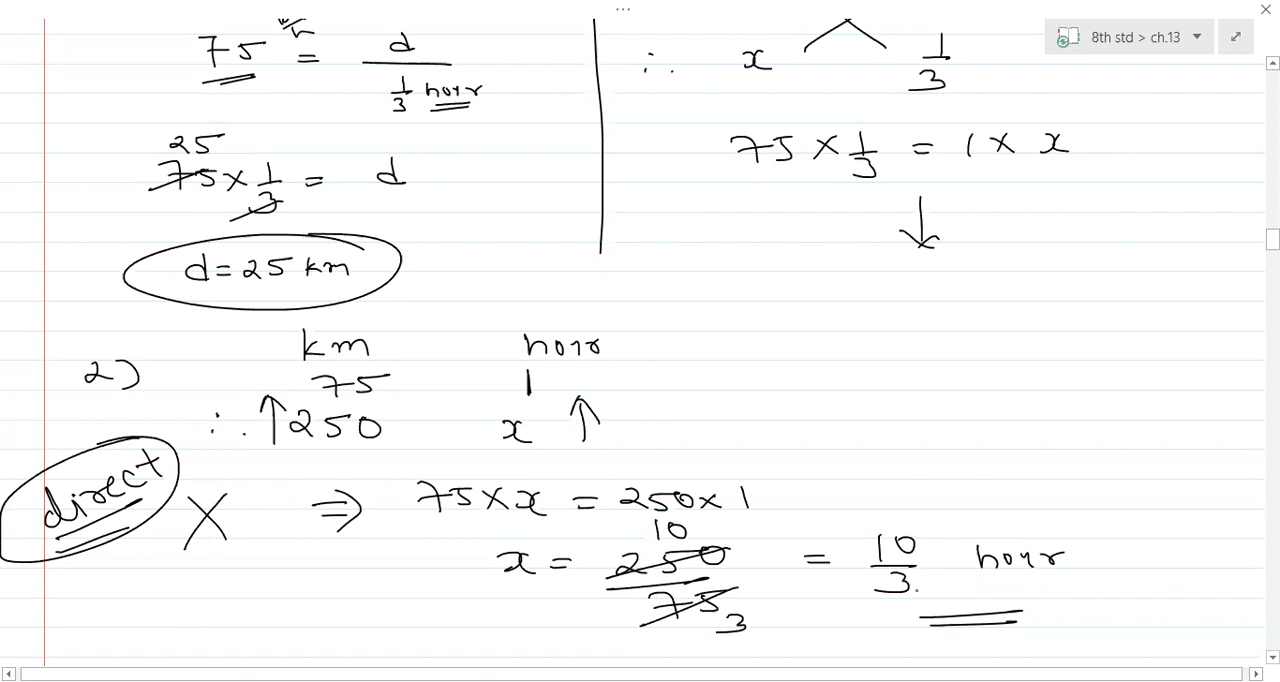 8th std > ch.13
75 = d
1/3 hour
25
75 × 1/3 = d
d = 25 km
∴ x 1/3
75 × 1/3 = 1 × x
↓
2) km hour
75 1
∴ ↑ 250 x ↑
direct X ⇒ 75 × x = 250 × 1
10
x = 250/75 = 10/3 hour
3